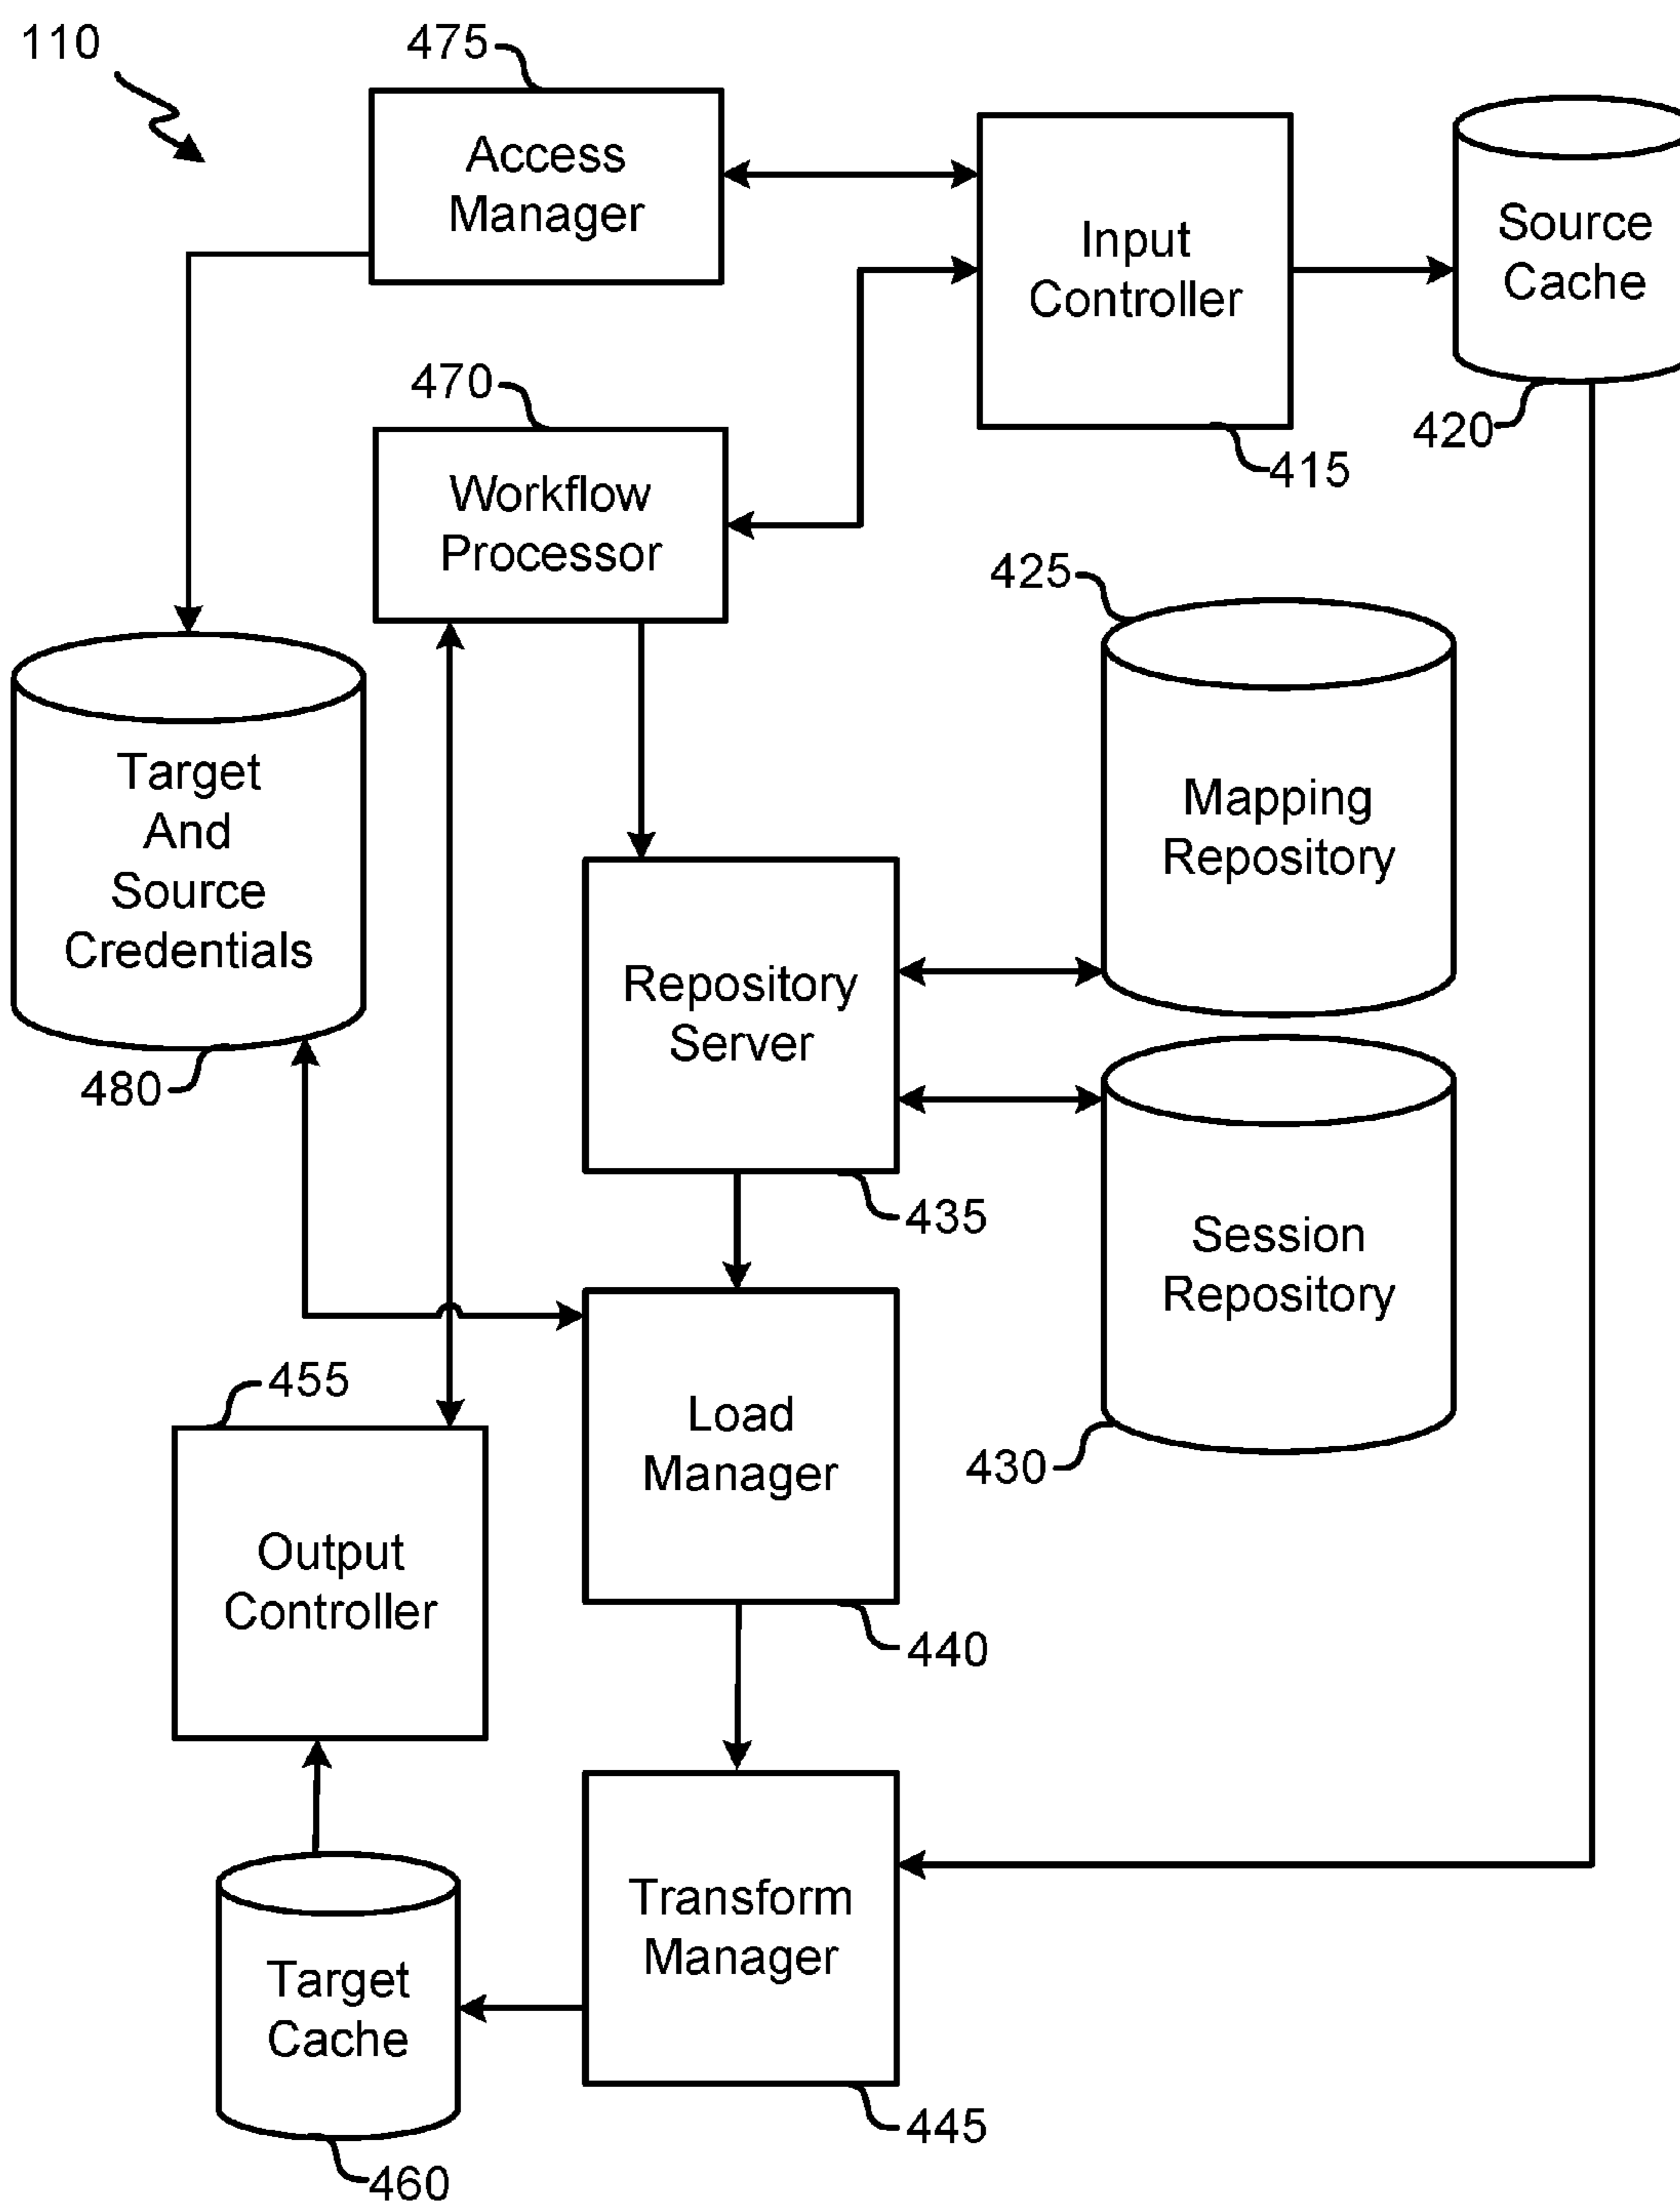 110
475
Access
Manager
Input
Controller
Source
Cache
470
420
415
Workflow
Processor
425
Target
And
Source
Credentials
Mapping
Repository
480
Repository
Server
435
Session
Repository
455
Load
Manager
430
Output
Controller
440
Transform
Manager
Target
Cache
445
460